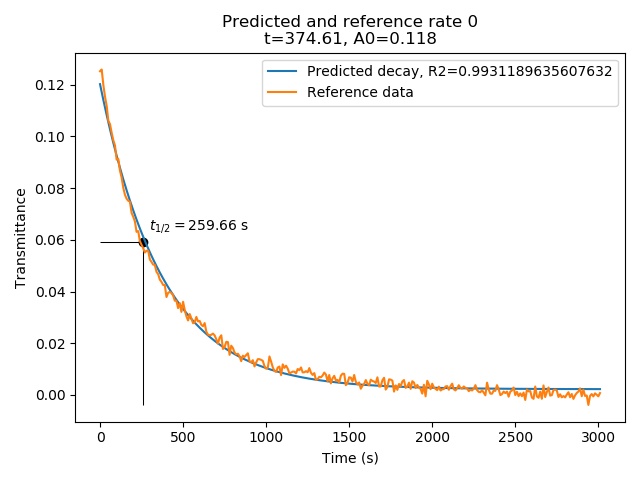 Predicted and reference rate 0
t=374.61, A0=0.118
Predicted decay, R2=0.9931189635607632
Reference data
0.12
0.10
0.08
0.06
0.04
0.02
0.00
Transmittance
t1/2 = 259.66 s
0 500 1000 1500 2000 2500 3000
Time (s)